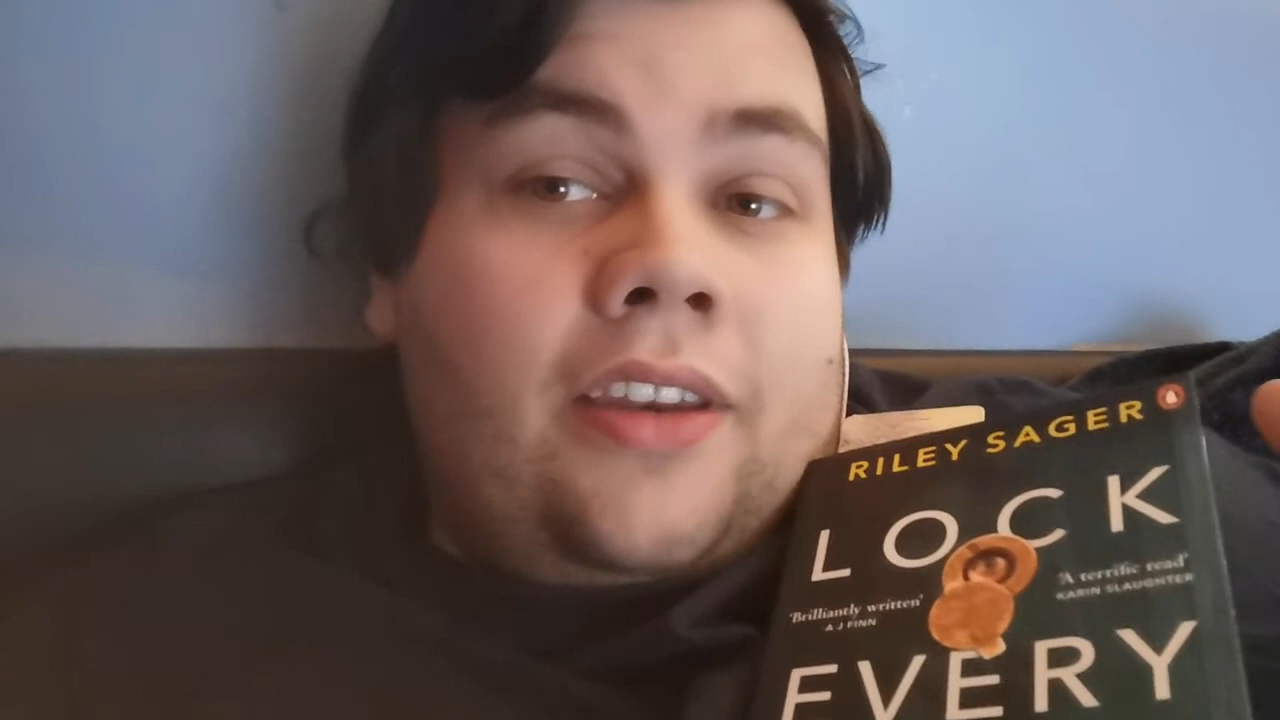 RILEY SAGER
LOCK
'A terrific read'
KARIN SLAUGHTER
'Brilliantly written'
A J FINN
EVERY